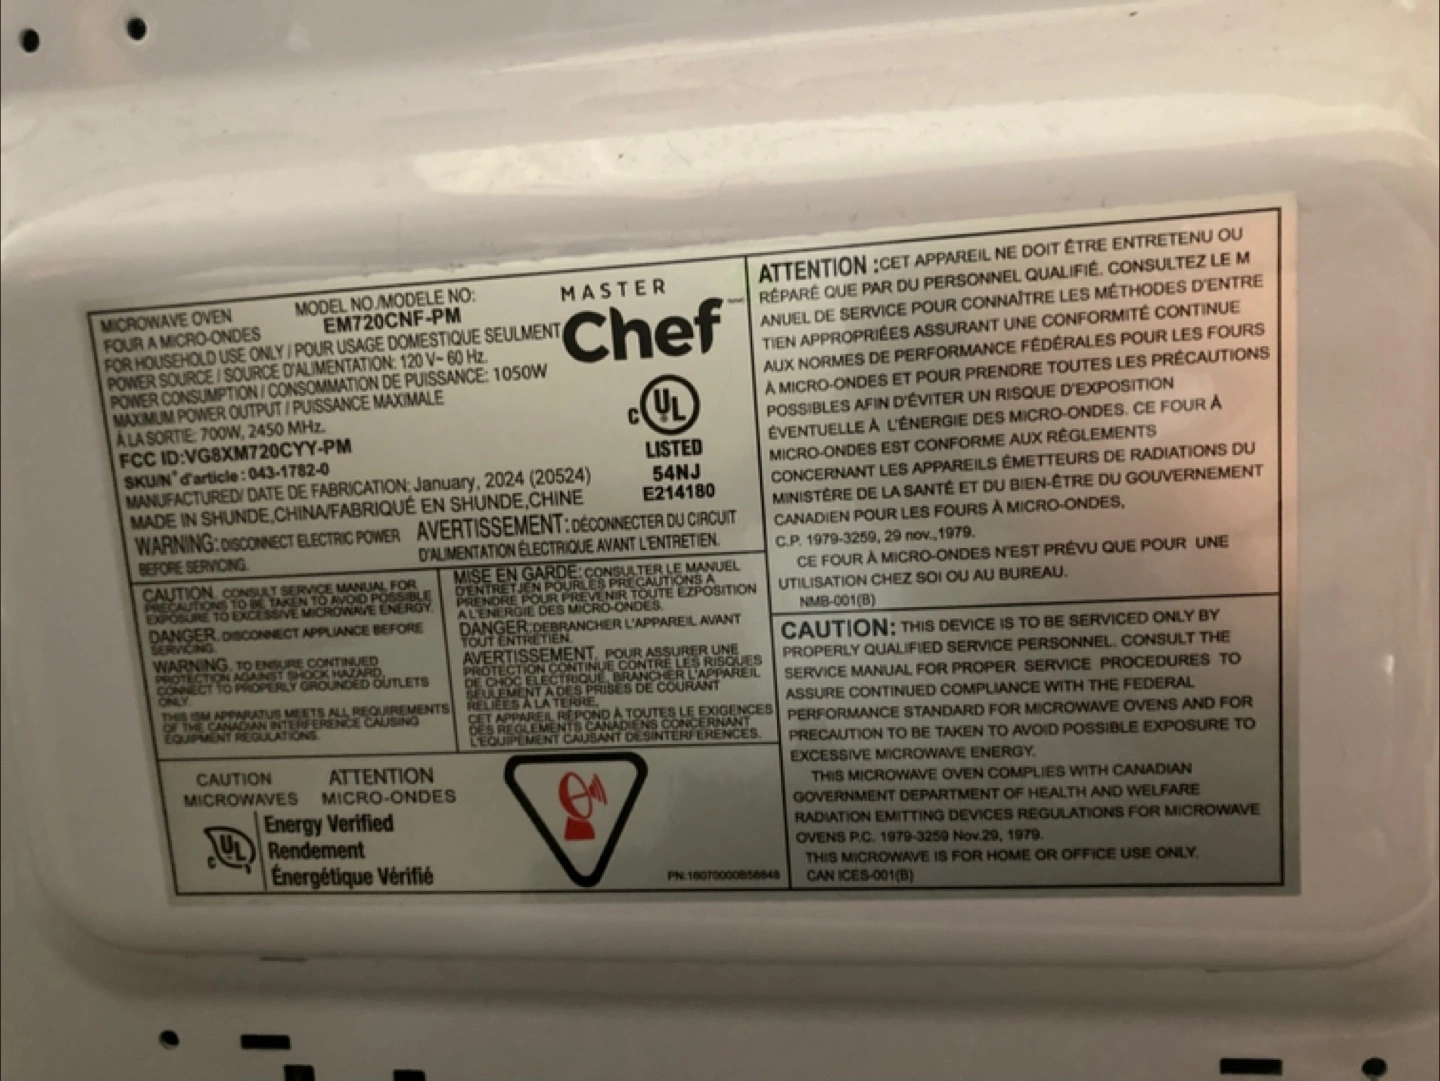 MICROWAVE OVEN
FOUR A MICRO-ONDES
MODEL NO./MODELE NO:
EM720CNF-PM
FOR HOUSEHOLD USE ONLY / POUR USAGE DOMESTIQUE SEULMENT
POWER SOURCE / SOURCE D'ALIMENTATION: 120 V~ 60 Hz.
POWER CONSUMPTION / CONSOMMATION DE PUISSANCE: 1050W
MAXIMUM POWER OUTPUT / PUISSANCE MAXIMALE
À LA SORTIE: 700W, 2450 MHz.
FCC ID:VG8XM720CYY-PM
SKU/N° d'article : 043-1782-0
MANUFACTURED/ DATE DE FABRICATION: January, 2024 (20524)
MADE IN SHUNDE,CHINA/FABRIQUÉ EN SHUNDE,CHINE
MASTER
Chef
c UL
LISTED
54NJ
E214180
WARNING: DISCONNECT ELECTRIC POWER
BEFORE SERVICING.
AVERTISSEMENT: DÉCONNECTER DU CIRCUIT
D'ALIMENTATION ÉLECTRIQUE AVANT L'ENTRETIEN.
CAUTION. CONSULT SERVICE MANUAL FOR
PRECAUTIONS TO BE TAKEN TO AVOID POSSIBLE
EXPOSURE TO EXCESSIVE MICROWAVE ENERGY.
DANGER. DISCONNECT APPLIANCE BEFORE
SERVICING.
WARNING. TO ENSURE CONTINUED
PROTECTION AGAINST SHOCK HAZARD,
CONNECT TO PROPERLY GROUNDED OUTLETS
ONLY.
THIS ISM APPARATUS MEETS ALL REQUIREMENTS
OF THE CANADIAN INTERFERENCE CAUSING
EQUIPMENT REGULATIONS.
MISE EN GARDE: CONSULTER LE MANUEL
D'ENTRETJEN POURLES PRECAUTIONS A
PRENDRE POUR PREVENIR TOUTE EZPOSITION
A L'ENERGIE DES MICRO-ONDES.
DANGER: DEBRANCHER L'APPAREIL AVANT
TOUT ENTRETIEN.
AVERTISSEMENT. POUR ASSURER UNE
PROTECTION CONTINUE CONTRE LES RISQUES
DE CHOC ELECTRIQUE, BRANCHER L'APPAREIL
SEULEMENT A DES PRISES DE COURANT
RELIEES À LA TERRE.
CET APPAREIL RÉPOND À TOUTES LE EXIGENCES
DES REGLEMENTS CANADIENS CONCERNANT
L'EQUIPEMENT CAUSANT DESINTERFERENCES.
CAUTION
MICROWAVES
ATTENTION
MICRO-ONDES
c UL
Energy Verified
Rendement
Énergétique Vérifié
PN:16070000B56848
ATTENTION :CET APPAREIL NE DOIT ÊTRE ENTRETENU OU
RÉPARÉ QUE PAR DU PERSONNEL QUALIFIÉ. CONSULTEZ LE M
ANUEL DE SERVICE POUR CONNAÎTRE LES MÉTHODES D'ENTRE
TIEN APPROPRIÉES ASSURANT UNE CONFORMITÉ CONTINUE
AUX NORMES DE PERFORMANCE FÉDÉRALES POUR LES FOURS
À MICRO-ONDES ET POUR PRENDRE TOUTES LES PRÉCAUTIONS
POSSIBLES AFIN D'ÉVITER UN RISQUE D'EXPOSITION
ÉVENTUELLE À L'ÉNERGIE DES MICRO-ONDES. CE FOUR À
MICRO-ONDES EST CONFORME AUX RÉGLEMENTS
CONCERNANT LES APPAREILS ÉMETTEURS DE RADIATIONS DU
MINISTÈRE DE LA SANTÉ ET DU BIEN-ÊTRE DU GOUVERNEMENT
CANADIEN POUR LES FOURS À MICRO-ONDES,
C.P. 1979-3259, 29 nov.,1979.
CE FOUR À MICRO-ONDES N'EST PRÉVU QUE POUR UNE
UTILISATION CHEZ SOI OU AU BUREAU.
NMB-001(B)
CAUTION: THIS DEVICE IS TO BE SERVICED ONLY BY
PROPERLY QUALIFIED SERVICE PERSONNEL. CONSULT THE
SERVICE MANUAL FOR PROPER SERVICE PROCEDURES TO
ASSURE CONTINUED COMPLIANCE WITH THE FEDERAL
PERFORMANCE STANDARD FOR MICROWAVE OVENS AND FOR
PRECAUTION TO BE TAKEN TO AVOID POSSIBLE EXPOSURE TO
EXCESSIVE MICROWAVE ENERGY.
THIS MICROWAVE OVEN COMPLIES WITH CANADIAN
GOVERNMENT DEPARTMENT OF HEALTH AND WELFARE
RADIATION EMITTING DEVICES REGULATIONS FOR MICROWAVE
OVENS P.C. 1979-3259 Nov.29, 1979.
THIS MICROWAVE IS FOR HOME OR OFFICE USE ONLY.
CAN ICES-001(B)